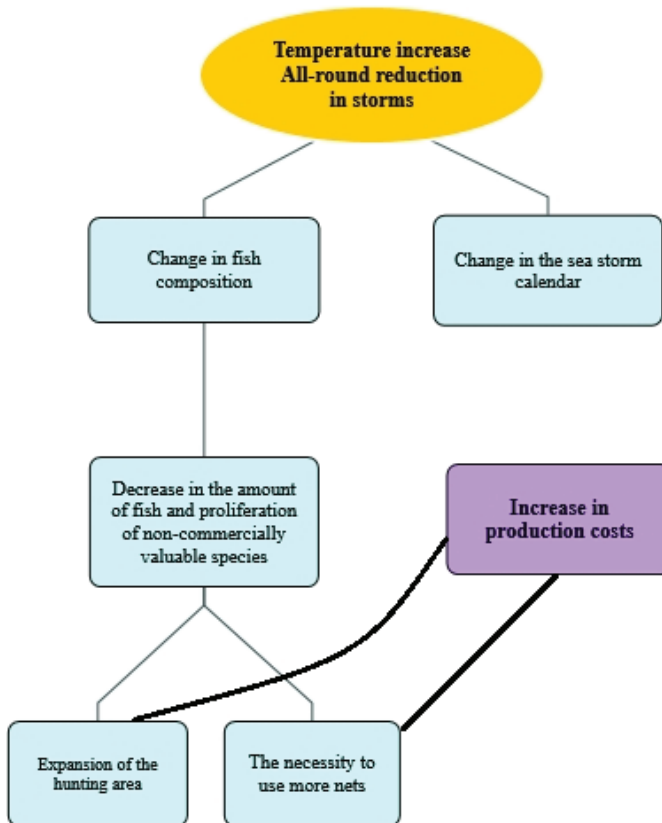 Temperature increase
All-round reduction
in storms
Change in fish
composition
Change in the sea storm
calendar
Decrease in the amount
of fish and proliferation
of non-commercially
valuable species
Increase in
production costs
Expansion of the
hunting area
The necessity to
use more nets